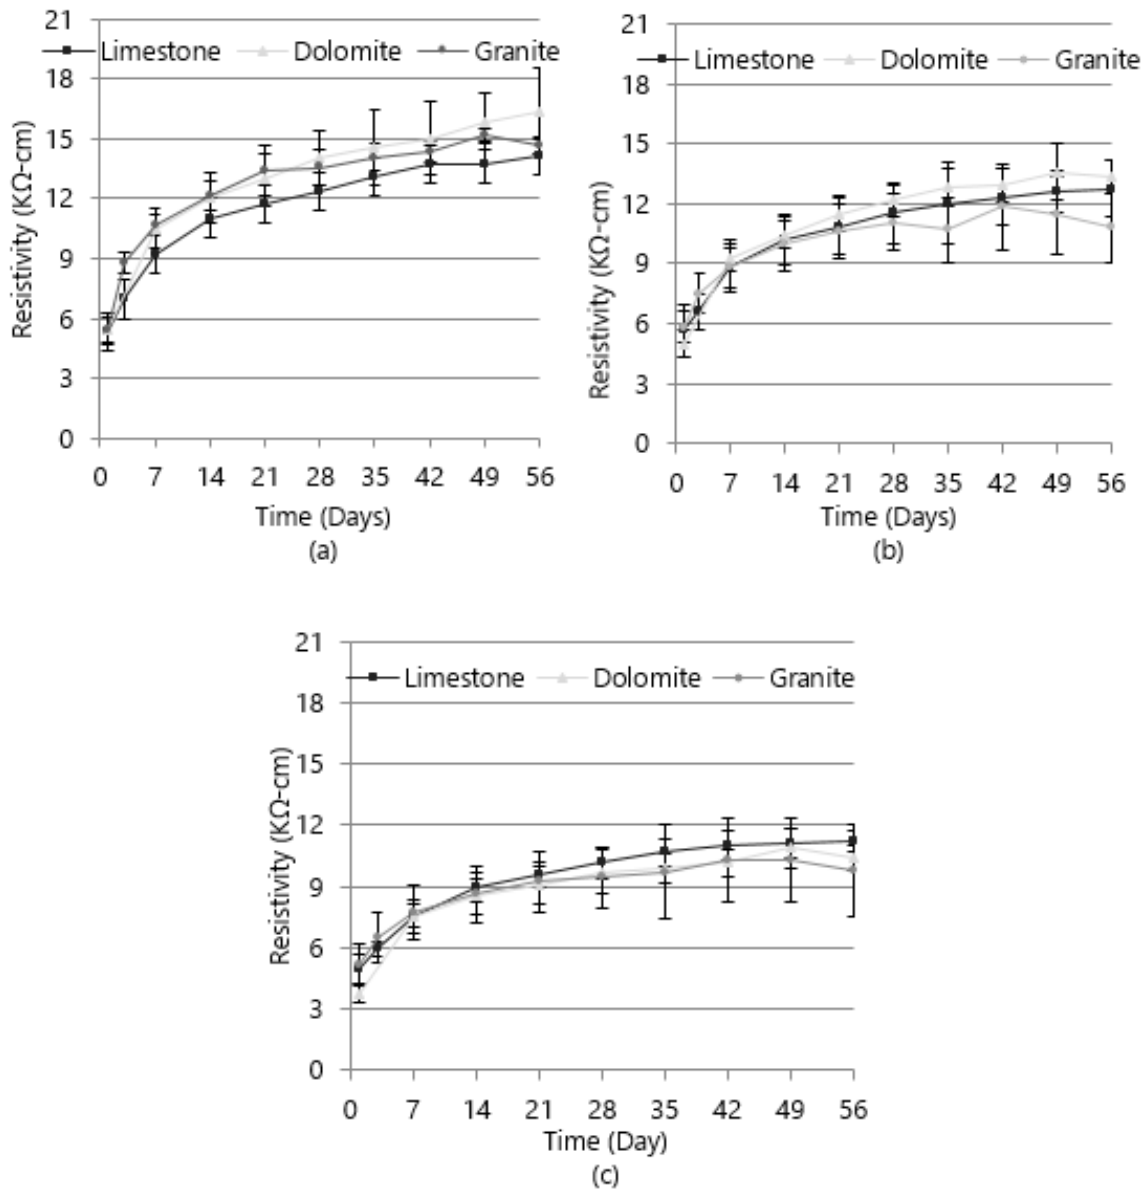 21
Limestone Dolomite Granite
18
15
12
9
6
3
0
0 7 14 21 28 35 42 49 56
Resistivity (KΩ-cm)
Time (Days)
(a)
21
Limestone Dolomite Granite
18
15
12
9
6
3
0
0 7 14 21 28 35 42 49 56
Resistivity (KΩ-cm)
Time (Days)
(b)
21
Limestone Dolomite Granite
18
15
12
9
6
3
0
0 7 14 21 28 35 42 49 56
Resistivity (KΩ-cm)
Time (Day)
(c)